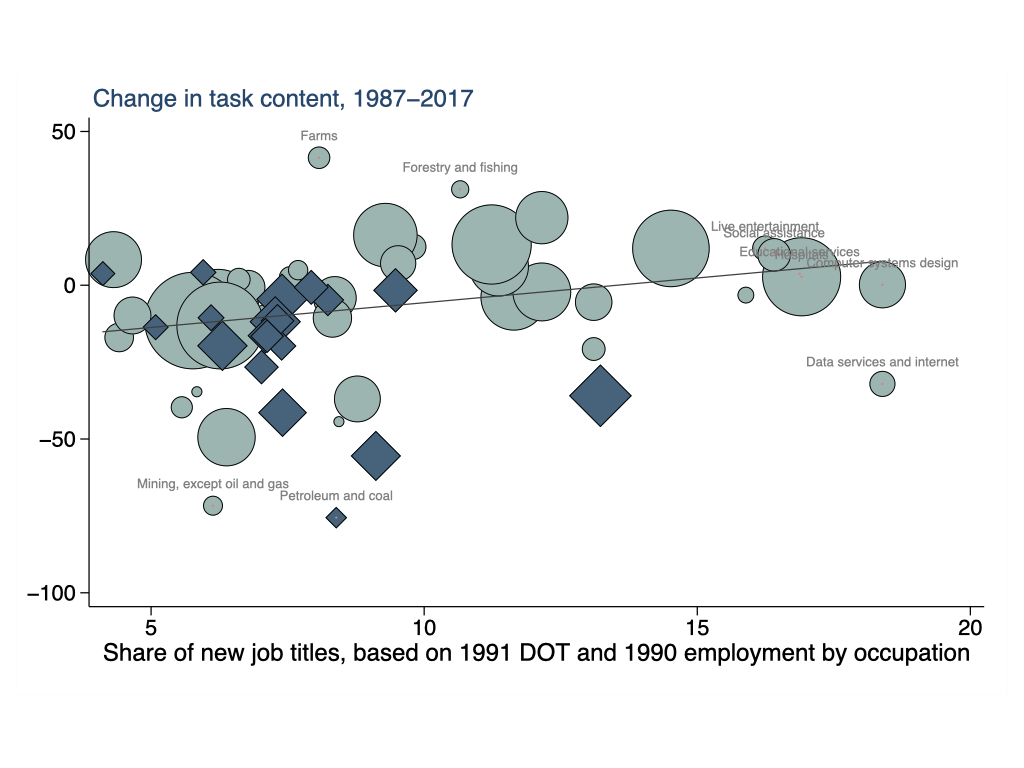 Change in task content, 1987–2017
50
Farms
Forestry and fishing
Live entertainment
Social assistance
Educational services
Hospitals
Computer systems design
0
Data services and internet
−50
Mining, except oil and gas
Petroleum and coal
−100
5 10 15 20
Share of new job titles, based on 1991 DOT and 1990 employment by occupation